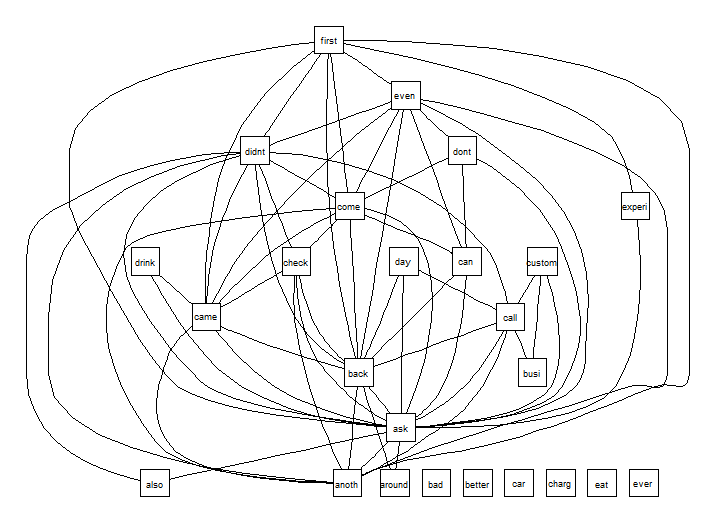 first
even
didnt
dont
come
experi
drink
check
day
can
custom
came
call
back
busi
ask
also
anoth
around
bad
better
car
charg
eat
ever